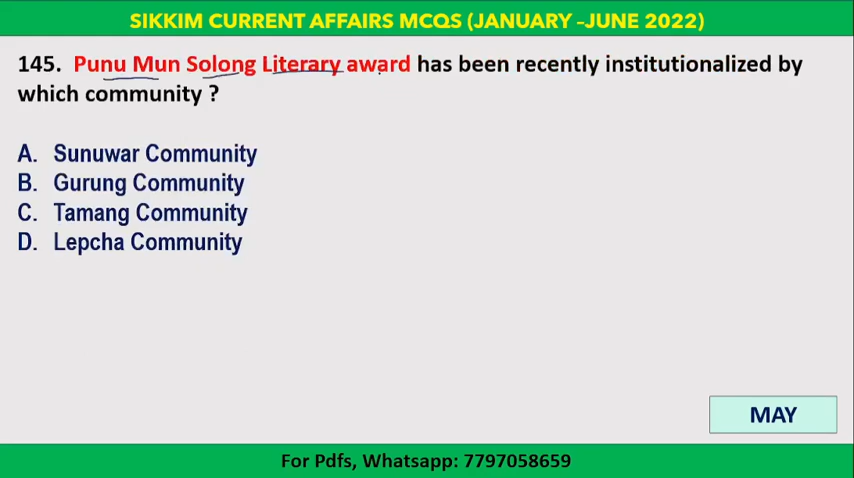 SIKKIM CURRENT AFFAIRS MCQS (JANUARY –JUNE 2022)
145. Punu Mun Solong Literary award has been recently institutionalized by
which community ?
A. Sunuwar Community
B. Gurung Community
C. Tamang Community
D. Lepcha Community
MAY
For Pdfs, Whatsapp: 7797058659